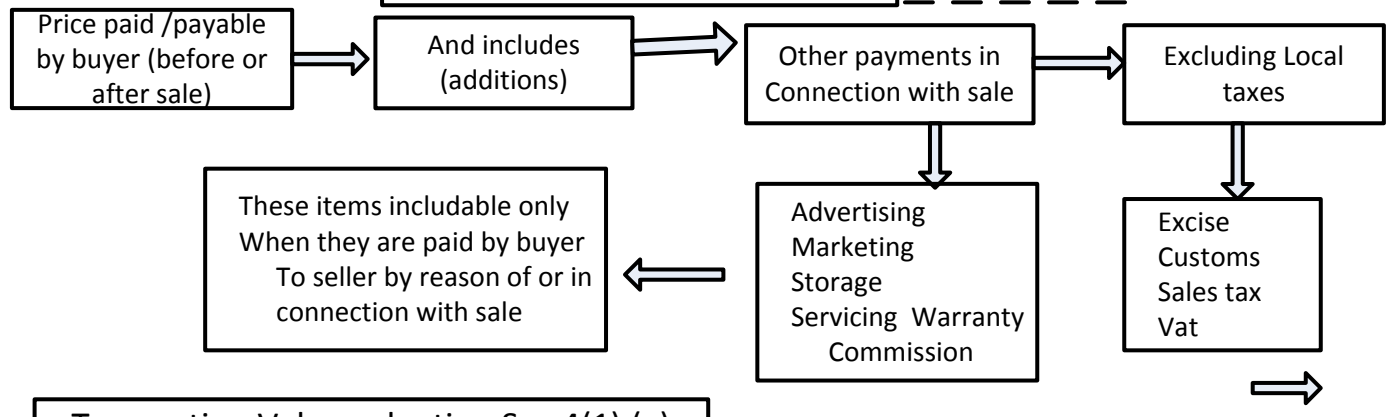 Price paid /payable
by buyer (before or
after sale)
And includes
(additions)
Other payments in
Connection with sale
Excluding Local
taxes
These items includable only
When they are paid by buyer
To seller by reason of or in
connection with sale
Advertising
Marketing
Storage
Servicing Warranty
Commission
Excise
Customs
Sales tax
Vat